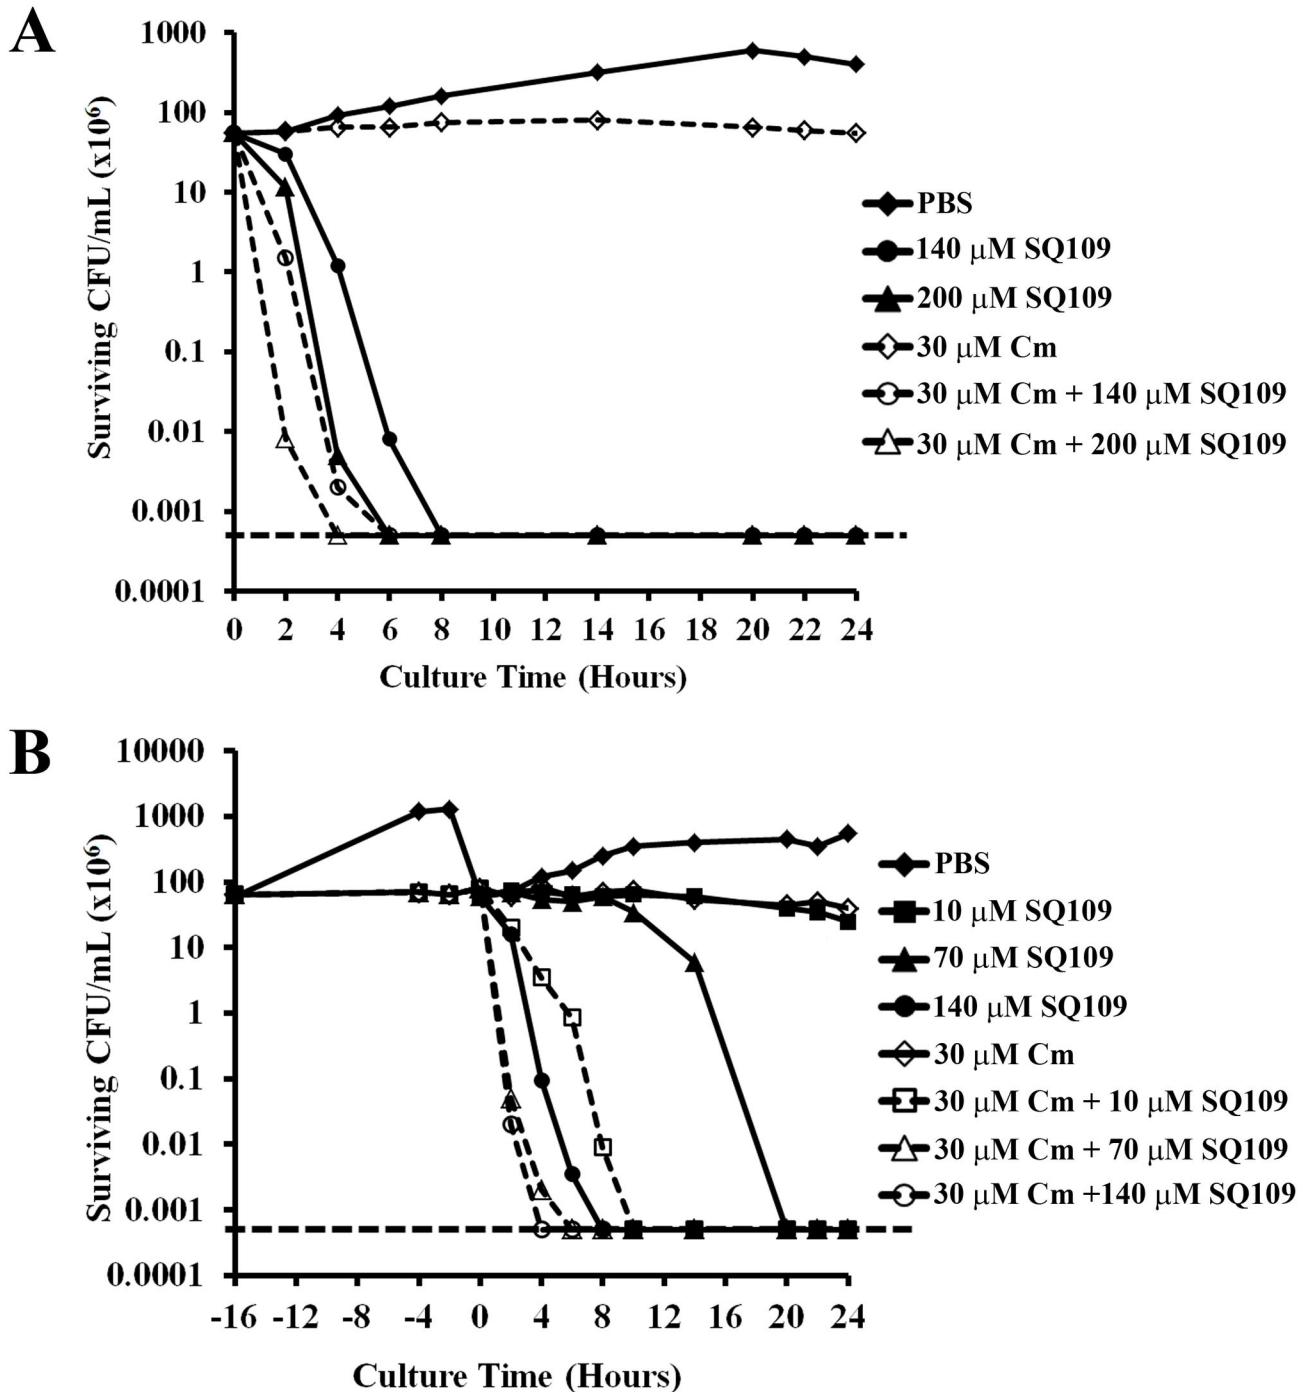 A
Surviving CFU/mL (x10⁶)
1000
100
10
1
0.1
0.01
0.001
0.0001
0 2 4 6 8 10 12 14 16 18 20 22 24
Culture Time (Hours)
PBS
140 μM SQ109
200 μM SQ109
30 μM Cm
30 μM Cm + 140 μM SQ109
30 μM Cm + 200 μM SQ109
B
Surviving CFU/mL (x10⁶)
10000
1000
100
10
1
0.1
0.01
0.001
0.0001
-16 -12 -8 -4 0 4 8 12 16 20 24
Culture Time (Hours)
PBS
10 μM SQ109
70 μM SQ109
140 μM SQ109
30 μM Cm
30 μM Cm + 10 μM SQ109
30 μM Cm + 70 μM SQ109
30 μM Cm +140 μM SQ109